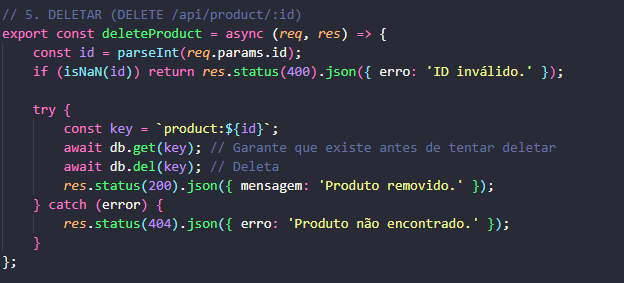 // 5. DELETAR (DELETE /api/product/:id)
export const deleteProduct = async (req, res) => {
    const id = parseInt(req.params.id);
    if (isNaN(id)) return res.status(400).json({ erro: 'ID inválido.' });

    try {
        const key = `product:${id}`;
        await db.get(key); // Garante que existe antes de tentar deletar
        await db.del(key); // Deleta
        res.status(200).json({ mensagem: 'Produto removido.' });
    } catch (error) {
        res.status(404).json({ erro: 'Produto não encontrado.' });
    }
};